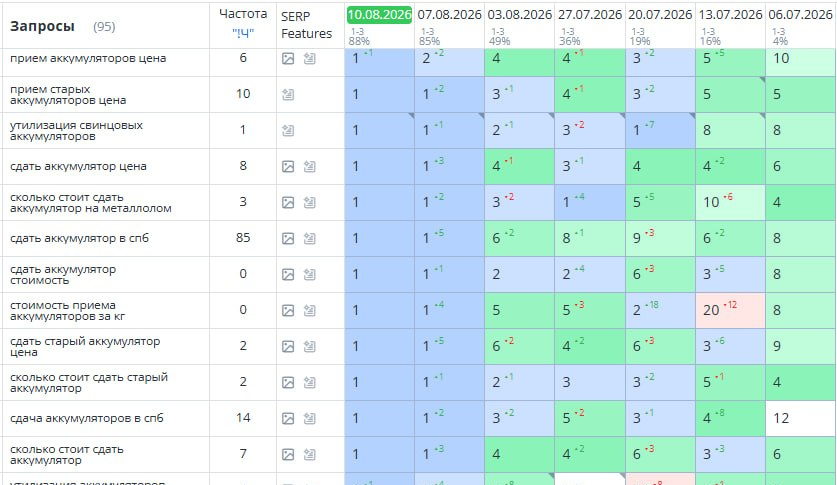 Запросы (95) Частота "!Ч" SERP Features 10.08.2026 1-3 88% 07.08.2026 1-3 85% 03.08.2026 1-3 49% 27.07.2026 1-3 36% 20.07.2026 1-3 19% 13.07.2026 1-3 16% 06.07.2026 1-3 4%
прием аккумуляторов цена 6 1 +1 2 +2 4 4 -1 3 +2 5 +5 10
прием старых
аккумуляторов цена 10 1 1 +2 3 +1 4 -1 3 +2 5 5
утилизация свинцовых
аккумуляторов 1 1 1 +1 2 +1 3 -2 1 +7 8 8
сдать аккумулятор цена 8 1 1 +3 4 -1 3 +1 4 4 +2 6
сколько стоит сдать
аккумулятор на металлолом 3 1 1 +2 3 -2 1 +4 5 +5 10 -6 4
сдать аккумулятор в спб 85 1 1 +5 6 +2 8 +1 9 -3 6 +2 8
сдать аккумулятор
стоимость 0 1 1 +1 2 2 +4 6 -3 3 +5 8
стоимость приема
аккумуляторов за кг 0 1 1 +4 5 5 -3 2 +18 20 -12 8
сдать старый аккумулятор
цена 2 1 1 +5 6 -2 4 +2 6 -3 3 +6 9
сколько стоит сдать старый
аккумулятор 2 1 1 +1 2 +1 3 3 +2 5 -1 4
сдача аккумуляторов в спб 14 1 1 +2 3 +2 5 -2 3 +1 4 +8 12
сколько стоит сдать
аккумулятор 7 1 1 +3 4 4 +2 6 -3 3 +3 6